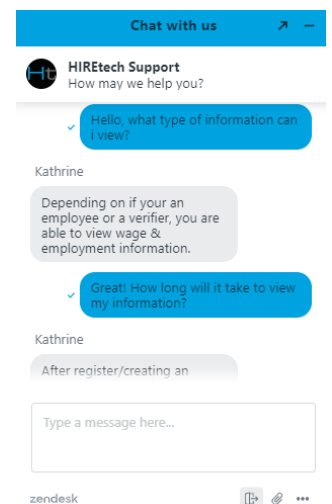 Chat with us
Ht
HIREtech Support
How may we help you?
Hello, what type of information can
i view?
Kathrine
Depending on if your an
employee or a verifier, you are
able to view wage &
employment information.
Great! How long will it take to view
my information?
Kathrine
After register/creating an
Type a message here...
zendesk